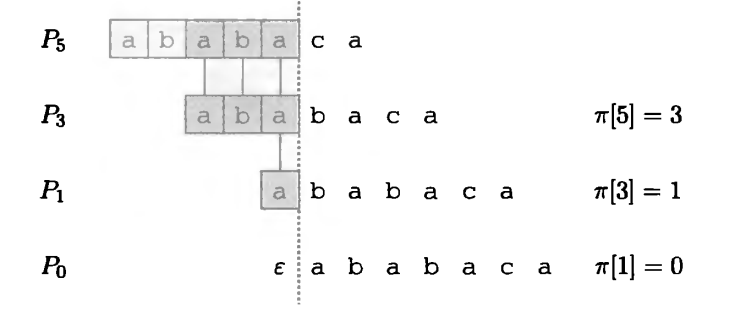 P₅ a b a b a c a
P₃ a b a b a c a π[5] = 3
P₁ a b a b a c a π[3] = 1
P₀ ε a b a b a c a π[1] = 0